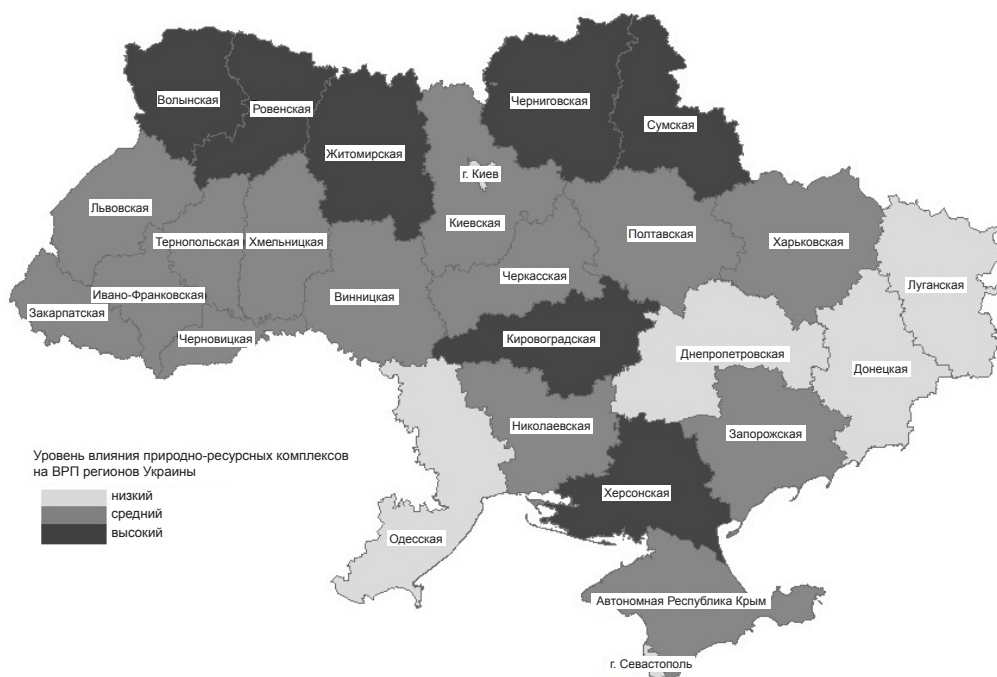 Волынская
Ровенская
Житомирская
Черниговская
Сумская
г. Киев
Львовская
Тернопольская
Хмельницкая
Киевская
Полтавская
Харьковская
Черкасская
Луганская
Ивано-Франковская
Закарпатская
Винницкая
Черновицкая
Кировоградская
Днепропетровская
Донецкая
Николаевская
Запорожская
Херсонская
Одесская
Автономная Республика Крым
г. Севастополь
Уровень влияния природно-ресурсных комплексов
на ВРП регионов Украины
низкий
средний
высокий